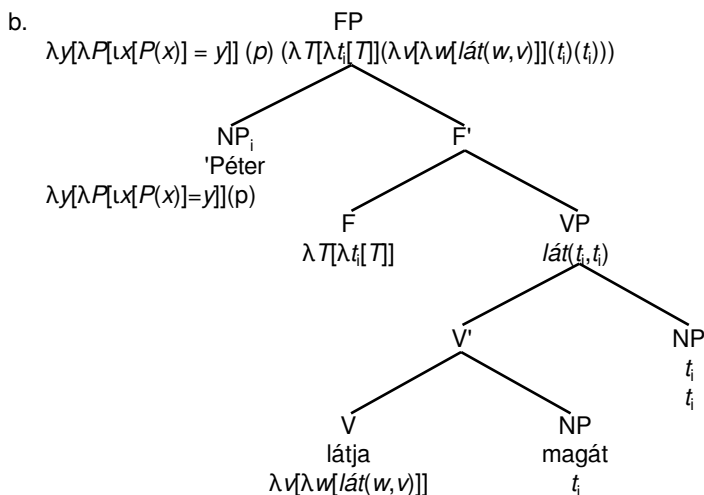 b.
FP
λy[λP[ιx[P(x)] = y]] (p) (λT[λtᵢ[T]](λv[λw[lát(w,v)]](tᵢ)(tᵢ)))
NPᵢ F'
'Péter
λy[λP[ιx[P(x)]=y]](p)
F VP
λT[λtᵢ[T]] lát(tᵢ,tᵢ)
V' NP
tᵢ
tᵢ
V NP
látja magát
λv[λw[lát(w,v)]] tᵢ